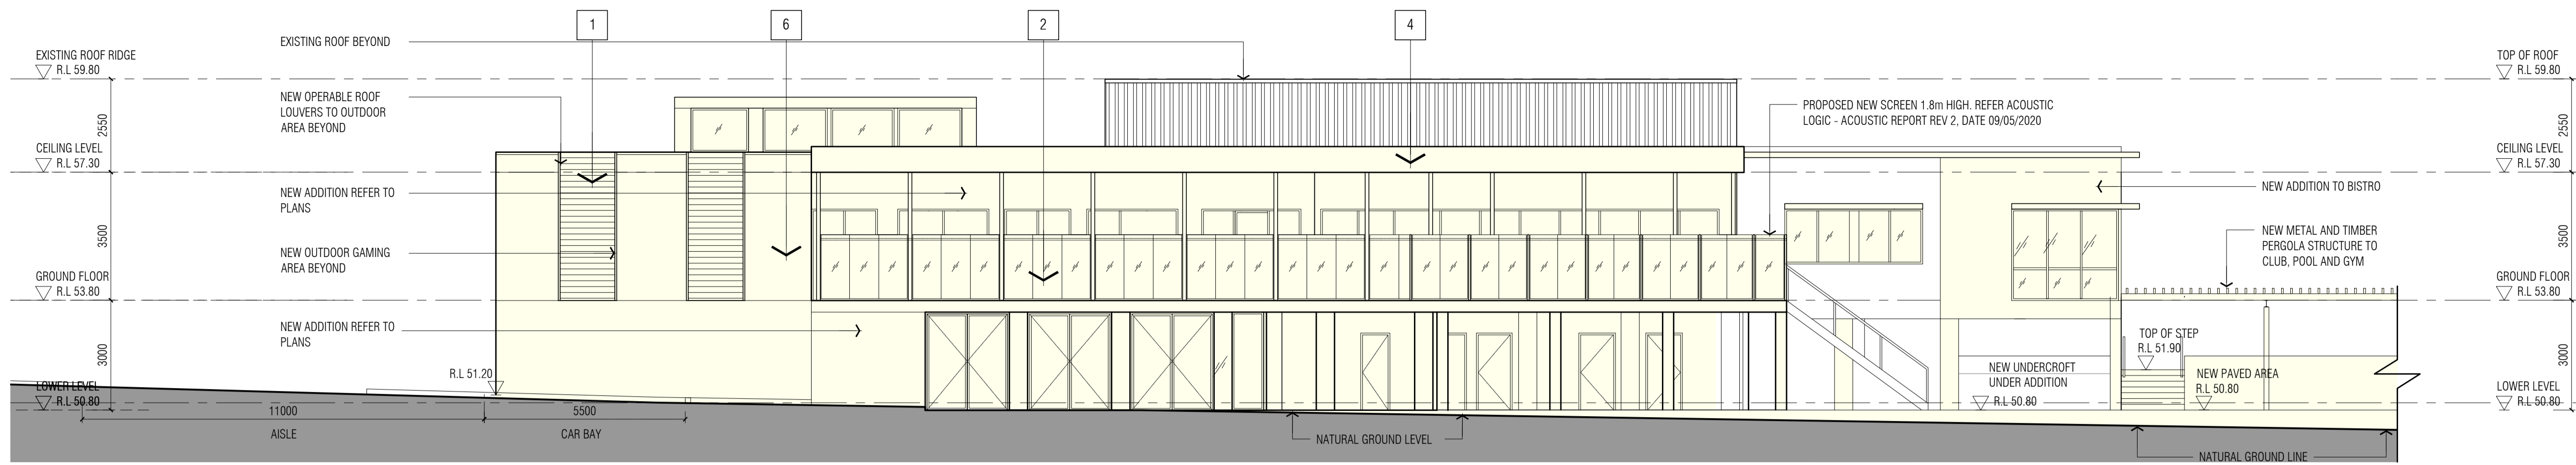 1
6
2
4
EXISTING ROOF BEYOND
EXISTING ROOF RIDGE
R.L 59.80
TOP OF ROOF
R.L 59.80
NEW OPERABLE ROOF
LOUVERS TO OUTDOOR
AREA BEYOND
PROPOSED NEW SCREEN 1.8m HIGH. REFER ACOUSTIC
LOGIC - ACOUSTIC REPORT REV 2, DATE 09/05/2020
2550
2550
CEILING LEVEL
R.L 57.30
CEILING LEVEL
R.L 57.30
NEW ADDITION REFER TO
PLANS
NEW ADDITION TO BISTRO
3500
3500
NEW OUTDOOR GAMING
AREA BEYOND
NEW METAL AND TIMBER
PERGOLA STRUCTURE TO
CLUB, POOL AND GYM
GROUND FLOOR
R.L 53.80
GROUND FLOOR
R.L 53.80
NEW ADDITION REFER TO
PLANS
TOP OF STEP
R.L 51.90
3000
3000
R.L 51.20
NEW UNDERCROFT
UNDER ADDITION
R.L 50.80
NEW PAVED AREA
R.L 50.80
LOWER LEVEL
R.L 50.80
LOWER LEVEL
R.L 50.80
11000
5500
AISLE
CAR BAY
NATURAL GROUND LEVEL
NATURAL GROUND LINE